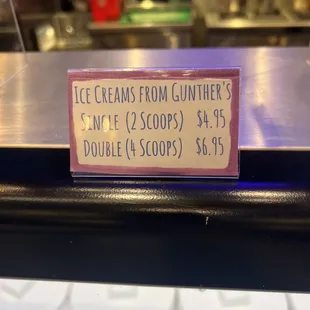 ICE CREAMS FROM GUNTHER'S
SINGLE (2 SCOOPS) $4.95
DOUBLE (4 SCOOPS) $6.95